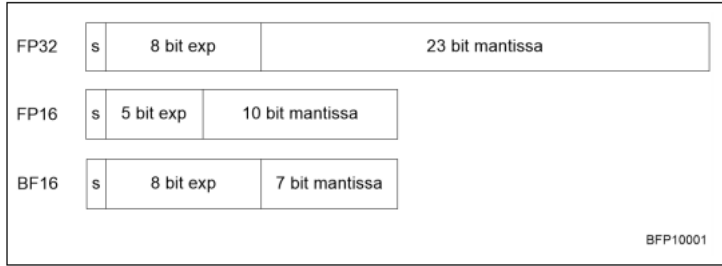 FP32 s 8 bit exp 23 bit mantissa
FP16 s 5 bit exp 10 bit mantissa
BF16 s 8 bit exp 7 bit mantissa
BFP10001